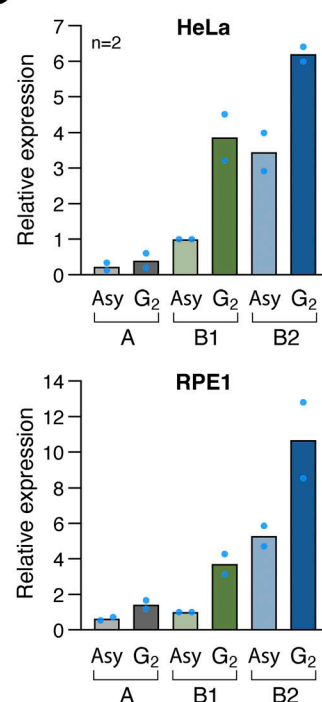 HeLa
n=2
Relative expression
7
6
5
4
3
2
1
0
Asy G₂ Asy G₂ Asy G₂
A B1 B2
RPE1
Relative expression
14
12
10
8
6
4
2
0
Asy G₂ Asy G₂ Asy G₂
A B1 B2